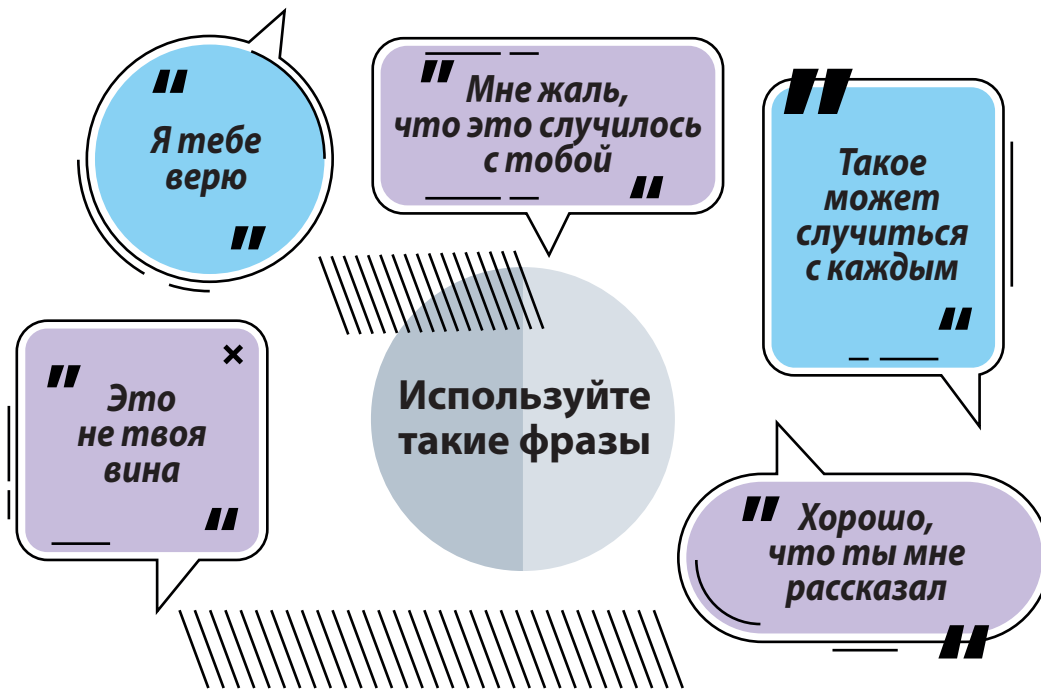 Я тебе
верю
Мне жаль,
что это случилось
с тобой
Такое
может
случиться
с каждым
Это
не твоя
вина
Используйте
такие фразы
Хорошо,
что ты мне
рассказал